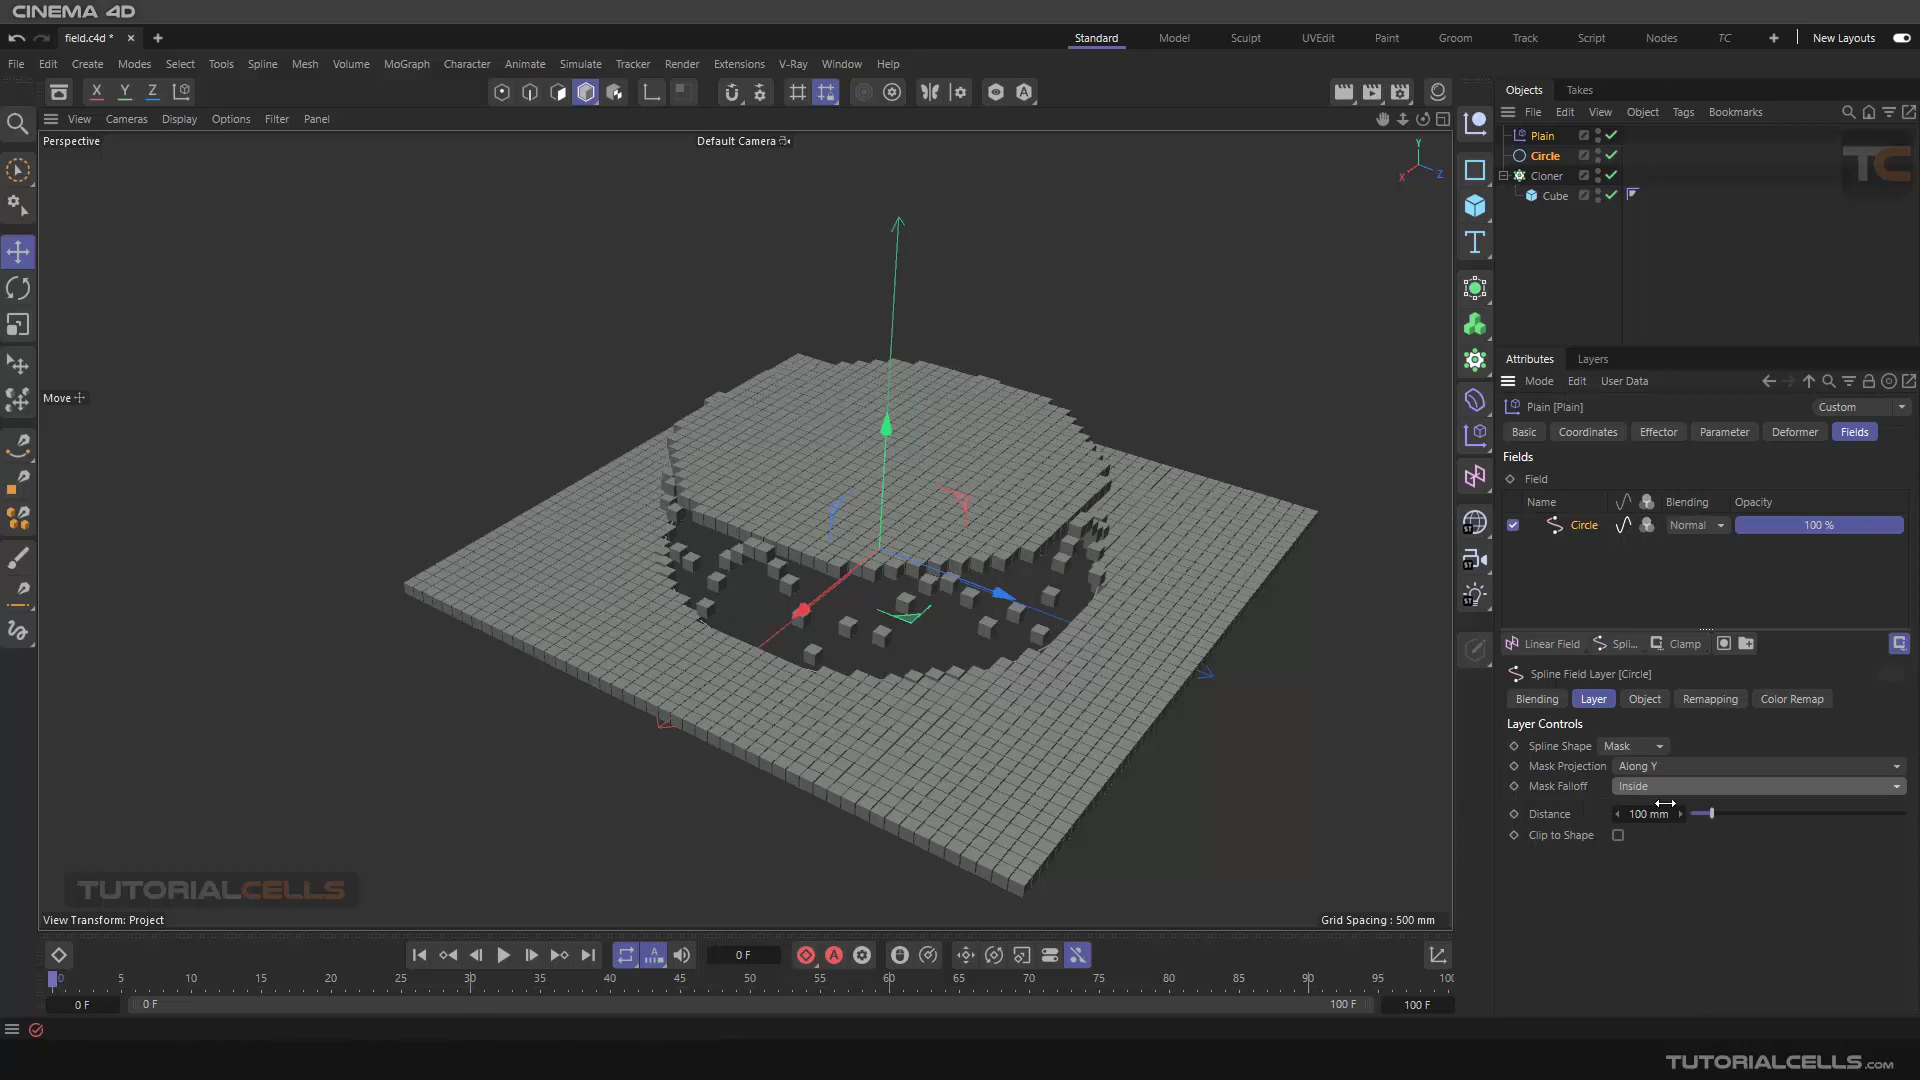 CINEMA 4D
field.c4d *
Standard Model Sculpt UVEdit Paint Groom Track Script Nodes TC New Layouts
File Edit Create Modes Select Tools Spline Mesh Volume MoGraph Character Animate Simulate Tracker Render Extensions V-Ray Window Help
X Y Z
Objects Takes
File Edit View Object Tags Bookmarks
View Cameras Display Options Filter Panel
Perspective
Default Camera
Y
X
Z
Plain
Circle
Cloner
Cube
TC
Attributes Layers
Mode Edit User Data
Move
Plain [Plain]
Custom
Basic Coordinates Effector Parameter Deformer Fields
Fields
Field
Name Blending Opacity
Circle Normal 100 %
ST
ST
ST
Linear Field Spli... Clamp
Spline Field Layer [Circle]
Blending Layer Object Remapping Color Remap
Layer Controls
Spline Shape Mask
Mask Projection Along Y
Mask Falloff Inside
Distance 100 mm
Clip to Shape
TUTORIALCELLS
View Transform: Project
Grid Spacing : 500 mm
A
0 F
A
0 5 10 15 20 25 30 35 40 45 50 55 60 65 70 75 80 85 90 95 100
0 F
0 F
100 F
100 F
TUTORIALCELLS.com